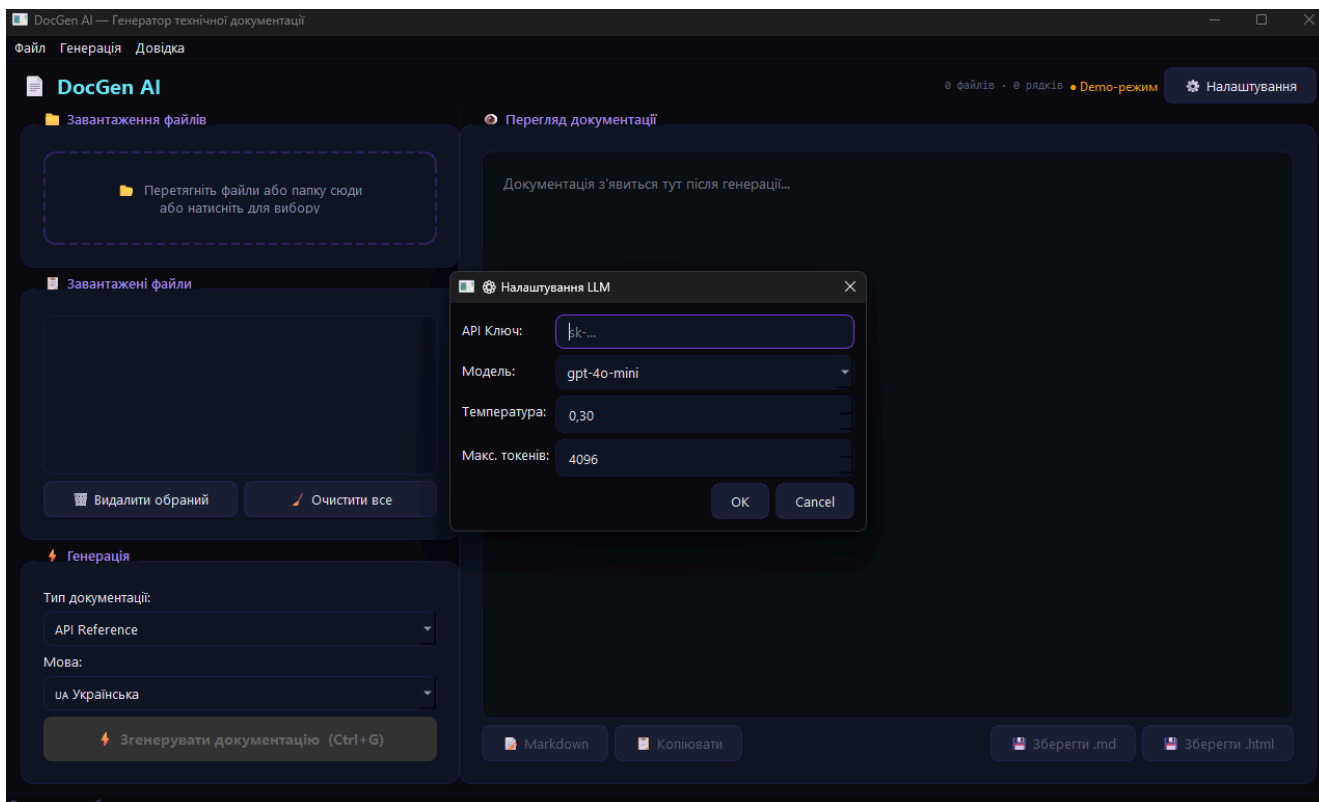 DocGen AI — Генератор технічної документації
Файл Генерація Довідка
DocGen AI
0 файлів · 0 рядків ● Demo-режим Налаштування
Завантаження файлів
Перетягніть файли або папку сюди
або натисніть для вибору
Завантажені файли
Видалити обраний Очистити все
Генерація
Тип документації:
API Reference
Мова:
UA Українська
Згенерувати документацію (Ctrl+G)
Перегляд документації
Документація з'явиться тут після генерації...
Markdown Копіювати Зберегти .md Зберегти .html
Налаштування LLM
API Ключ: sk-...
Модель: gpt-4o-mini
Температура: 0,30
Макс. токенів: 4096
OK Cancel